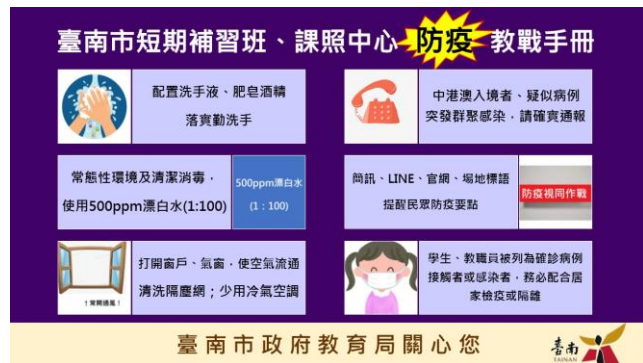 臺南市短期補習班、課照中心防疫教戰手冊
配置洗手液、肥皂酒精
落實勤洗手
中港澳入境者、疑似病例
突發群聚感染，請確實通報
常態性環境及清潔消毒，
使用500ppm漂白水(1:100)
500ppm漂白水
(1：100)
簡訊、LINE、官網、場地標語
提醒民眾防疫要點
防疫視同作戰
打開窗戶、氣窗，使空氣流通
清洗隔塵網；少用冷氣空調
!常開通風!
學生、教職員被列為確診病例
接觸者或感染者，務必配合居
家檢疫或隔離
臺南市政府教育局關心您
臺南
TAINAN